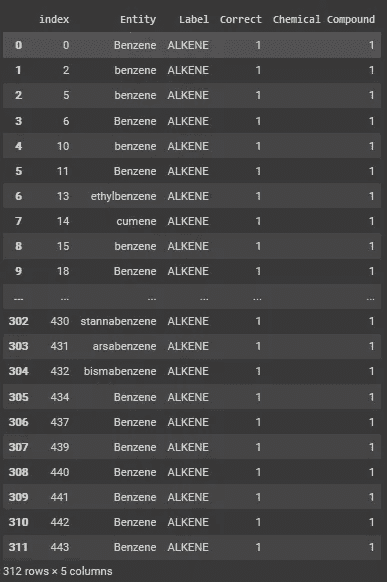 index Entity Label Correct Chemical Compound
0 0 Benzene ALKENE 1 1
1 2 benzene ALKENE 1 1
2 5 benzene ALKENE 1 1
3 6 Benzene ALKENE 1 1
4 10 benzene ALKENE 1 1
5 11 Benzene ALKENE 1 1
6 13 ethylbenzene ALKENE 1 1
7 14 cumene ALKENE 1 1
8 15 benzene ALKENE 1 1
9 18 Benzene ALKENE 1 1
... ... ... ... ... ...
302 430 stannabenzene ALKENE 1 1
303 431 arsabenzene ALKENE 1 1
304 432 bismabenzene ALKENE 1 1
305 434 Benzene ALKENE 1 1
306 437 Benzene ALKENE 1 1
307 439 Benzene ALKENE 1 1
308 440 Benzene ALKENE 1 1
309 441 Benzene ALKENE 1 1
310 442 Benzene ALKENE 1 1
311 443 Benzene ALKENE 1 1
312 rows × 5 columns